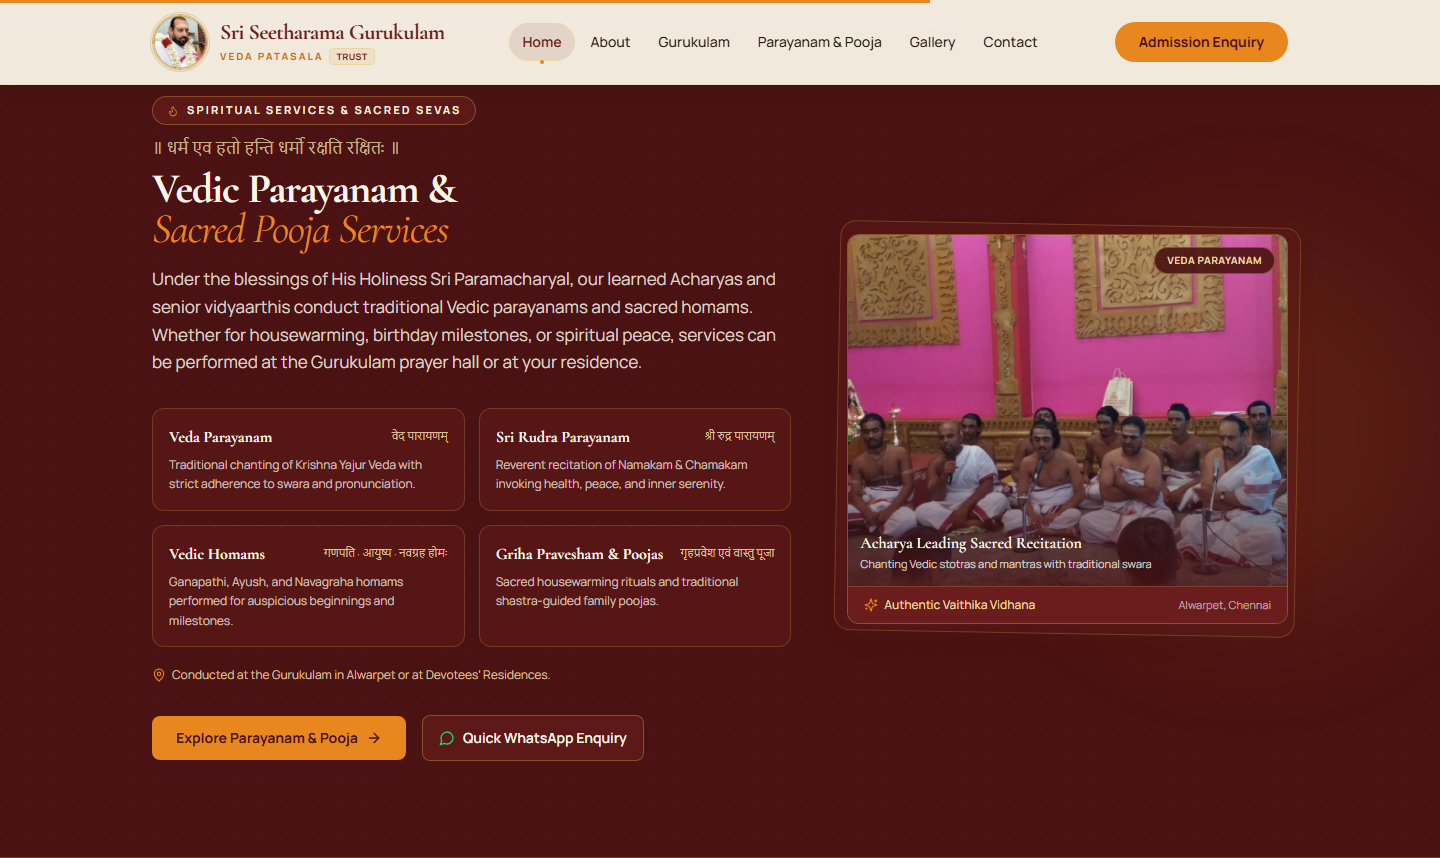 Sri Seetharama Gurukulam
VEDA PATASALA TRUST
Home About Gurukulam Parayanam & Pooja Gallery Contact
Admission Enquiry
SPIRITUAL SERVICES & SACRED SEVAS
॥ धर्म एव हतो हन्ति धर्मो रक्षति रक्षितः ॥
Vedic Parayanam &
Sacred Pooja Services
Under the blessings of His Holiness Sri Paramacharyal, our learned Acharyas and
senior vidyaarthis conduct traditional Vedic parayanams and sacred homams.
Whether for housewarming, birthday milestones, or spiritual peace, services can
be performed at the Gurukulam prayer hall or at your residence.
Veda Parayanam वेद पारायणम्
Traditional chanting of Krishna Yajur Veda with
strict adherence to swara and pronunciation.
Sri Rudra Parayanam श्री रुद्र पारायणम्
Reverent recitation of Namakam & Chamakam
invoking health, peace, and inner serenity.
Vedic Homams गणपति · आयुष्य · नवग्रह होमः
Ganapathi, Ayush, and Navagraha homams
performed for auspicious beginnings and
milestones.
Griha Pravesham & Poojas गृहप्रवेश एवं वास्तु पूजा
Sacred housewarming rituals and traditional
shastra-guided family poojas.
Conducted at the Gurukulam in Alwarpet or at Devotees' Residences.
Explore Parayanam & Pooja
Quick WhatsApp Enquiry
VEDA PARAYANAM
Acharya Leading Sacred Recitation
Chanting Vedic stotras and mantras with traditional swara
Authentic Vaithika Vidhana
Alwarpet, Chennai